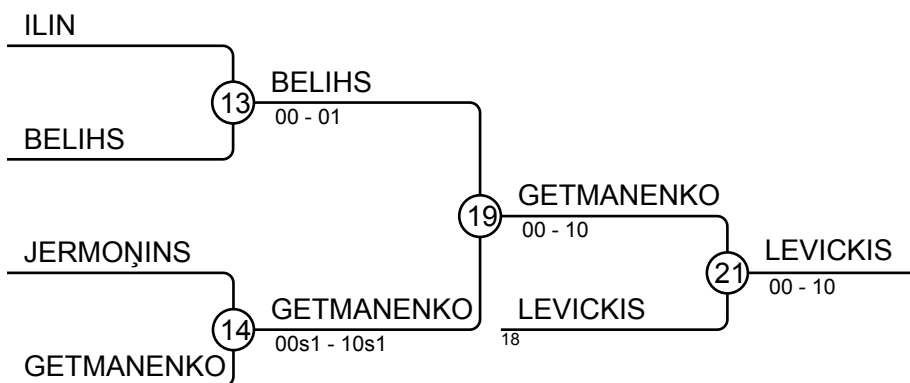 ILIN
13
BELIHS
00 - 01
BELIHS
19
GETMANENKO
00 - 10
JERMOŅINS
21
LEVICKIS
00 - 10
14
GETMANENKO
00s1 - 10s1
LEVICKIS
18
GETMANENKO